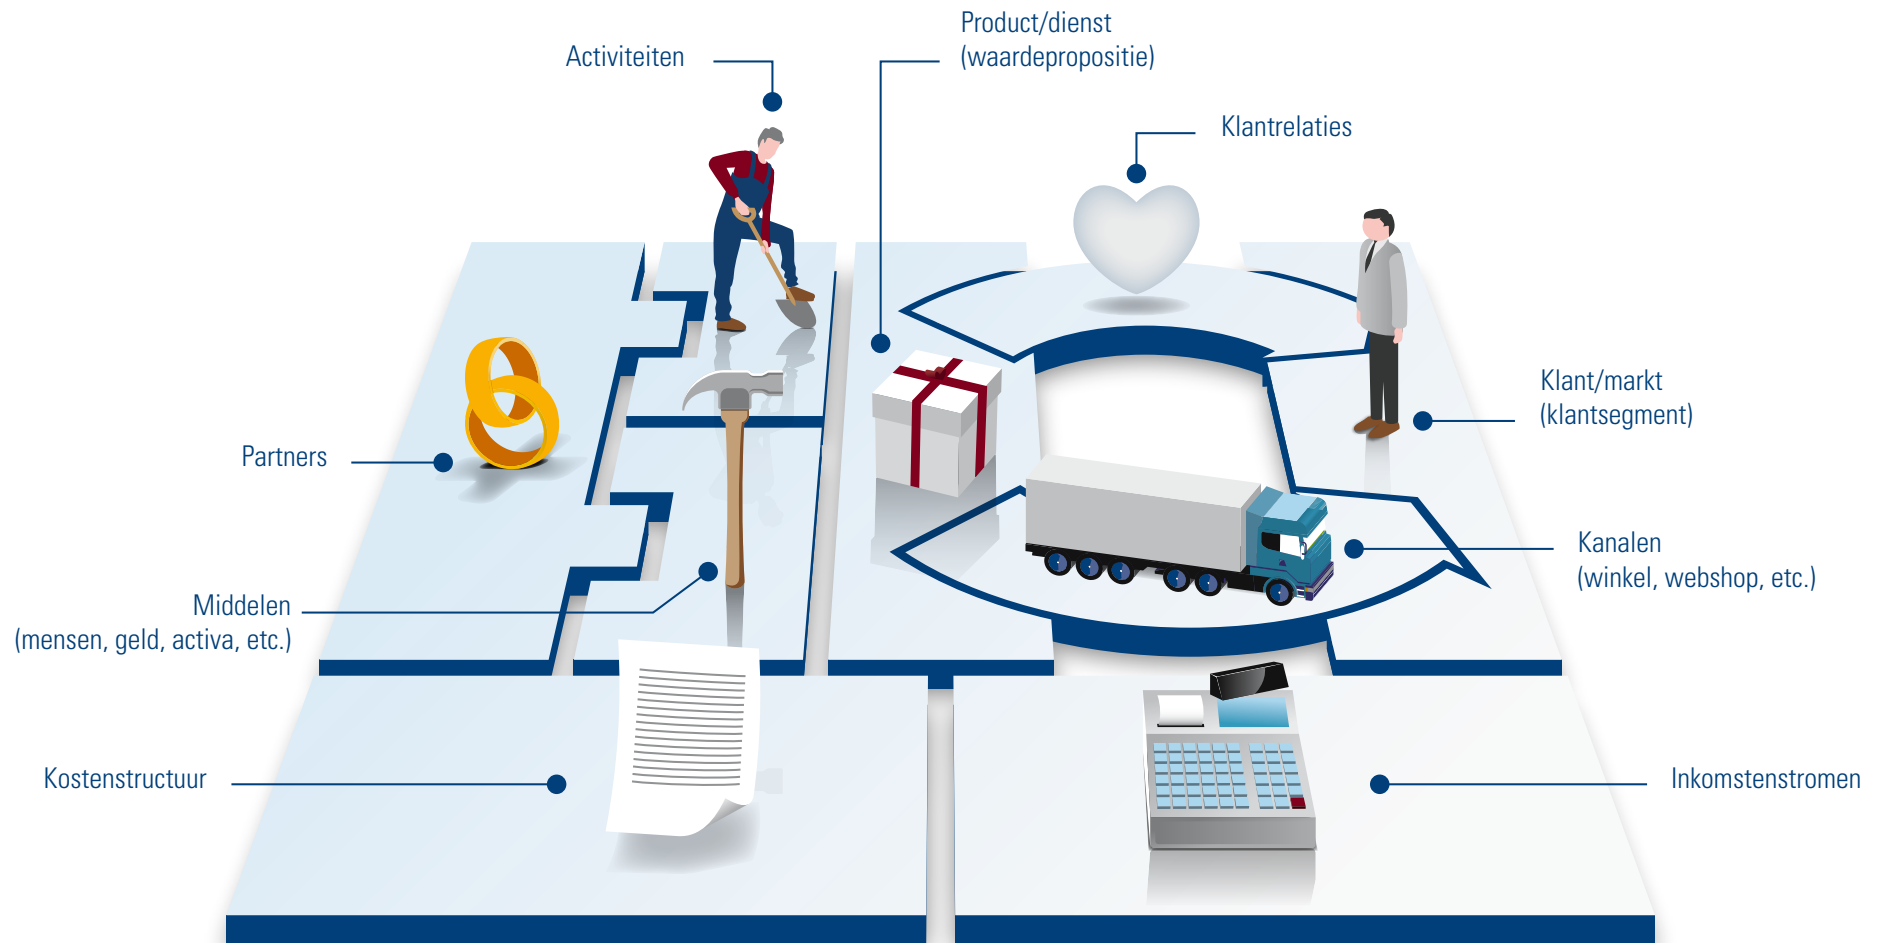 Product/dienst
(waardepropositie)
Activiteiten
Klantrelaties
Klant/markt
(klantsegment)
Partners
Kanalen
(winkel, webshop, etc.)
Middelen
(mensen, geld, activa, etc.)
Kostenstructuur
Inkomstenstromen